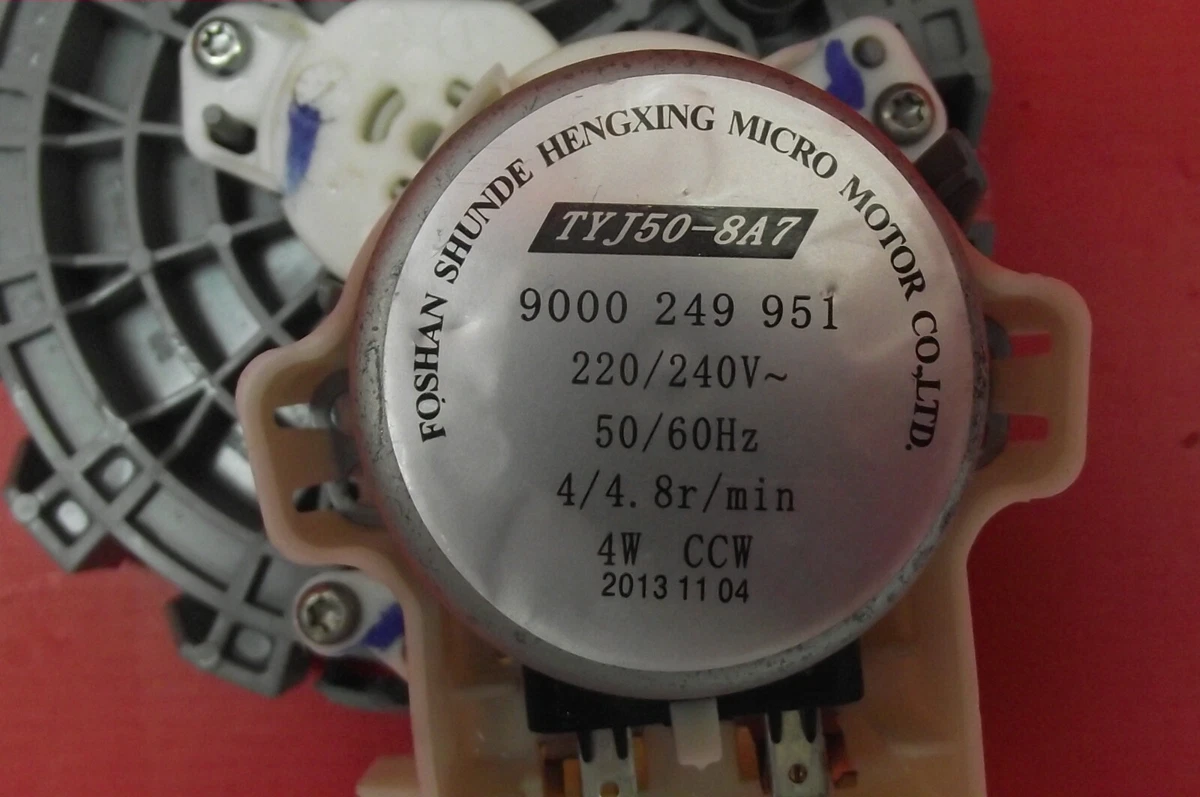 FOSHAN SHUNDE HENGXING MICRO MOTOR CO.,LTD.
TYJ50-8A7
9000 249 951
220/240V~
50/60Hz
4/4.8r/min
4W CCW
2013 11 04